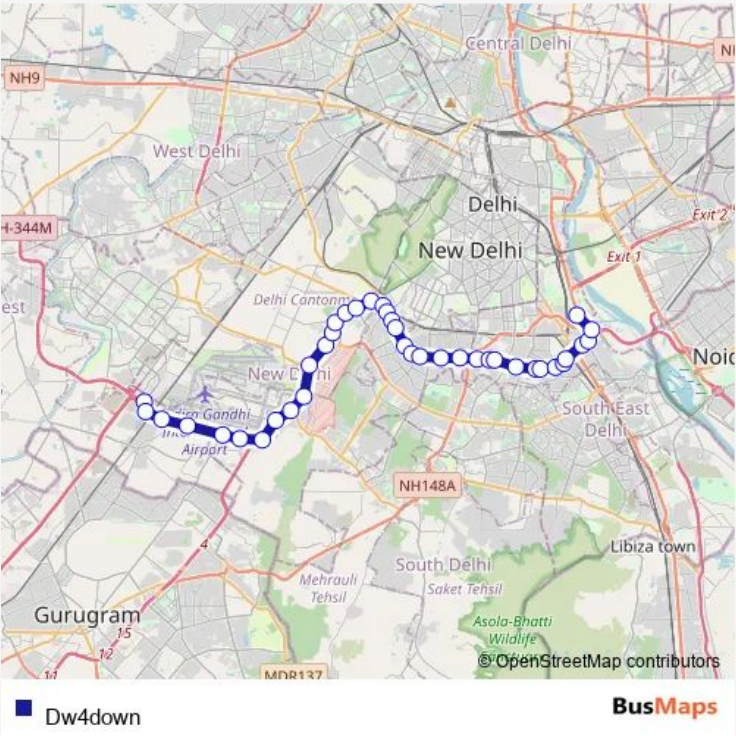 Central Delhi
NH9
West Delhi
Delhi
H-344M
Exit 2
New Delhi
Exit 1
Delhi Cantonm
est
New D hi
Noid
Gandhi
Airport
South East
Delhi
NH148A
Libiza town
4
South Delhi
Mehrauli
Tehsil
Saket Tehsil
Gurugram
15
12
11
Asola-Bhatti
Wildlife
© OpenStreetMap contributors
MDR137
Dw4down
BusMaps